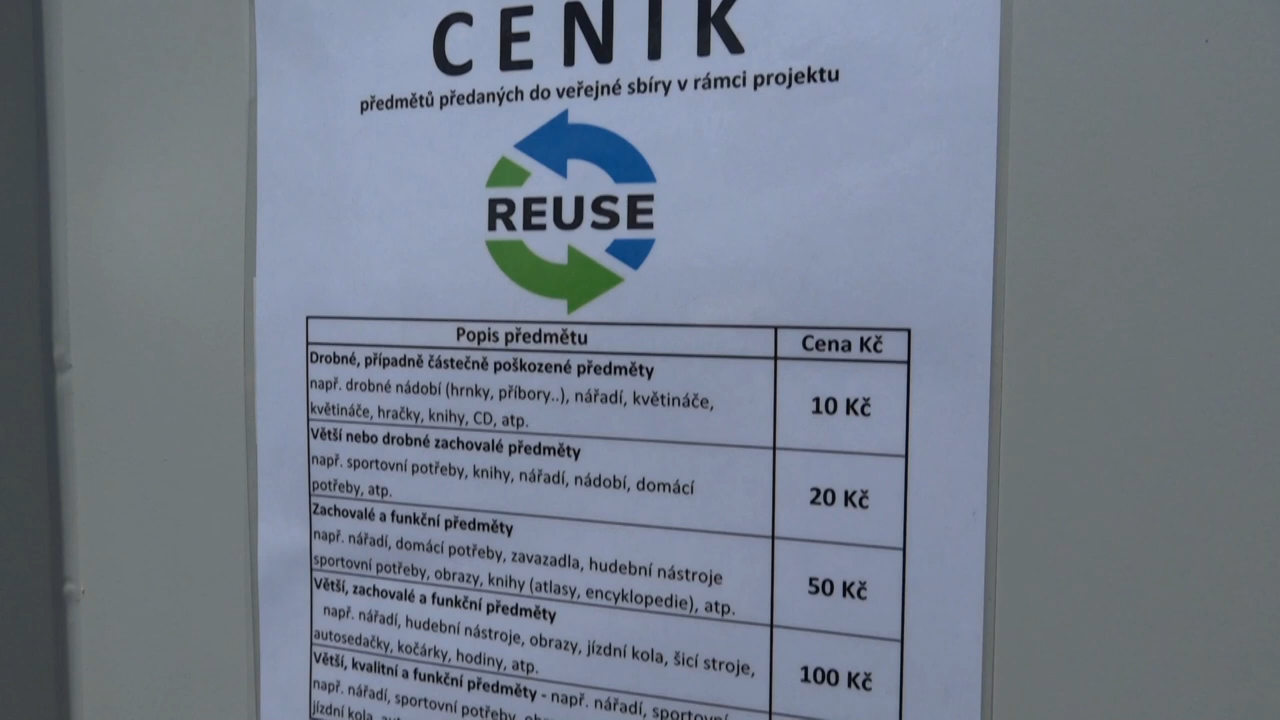 CENÍK
předmětů předaných do veřejné sbíry v rámci projektu
REUSE
Popis předmětu
Cena Kč
Drobné, případně částečně poškozené předměty
např. drobné nádobí (hrnky, příbory..), nářadí, květináče,
květináče, hračky, knihy, CD, atp.
10 Kč
Větší nebo drobné zachovalé předměty
např. sportovní potřeby, knihy, nářadí, nádobí, domácí
potřeby, atp.
20 Kč
Zachovalé a funkční předměty
např. nářadí, domácí potřeby, zavazadla, hudební nástroje
sportovní potřeby, obrazy, knihy (atlasy, encyklopedie), atp.
50 Kč
Větší, zachovalé a funkční předměty
např. nářadí, hudební nástroje, obrazy, jízdní kola, šicí stroje,
autosedačky, kočárky, hodiny, atp.
100 Kč
Větší, kvalitní a funkční předměty - např. nářadí, sportovní
např. nářadí, sportovní potřeby,
jízdní kola,